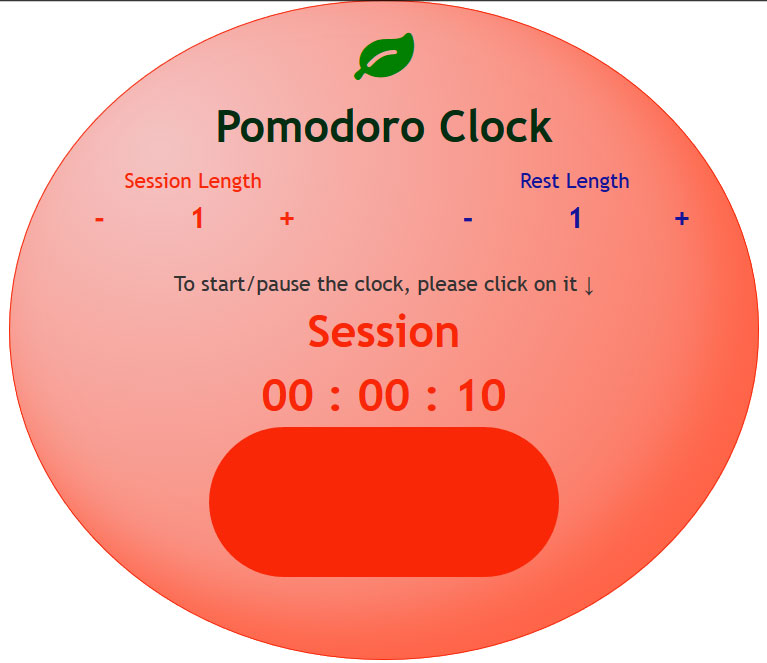 Pomodoro Clock
Session Length Rest Length
- 1 + - 1 +
To start/pause the clock, please click on it ↓
Session
00 : 00 : 10